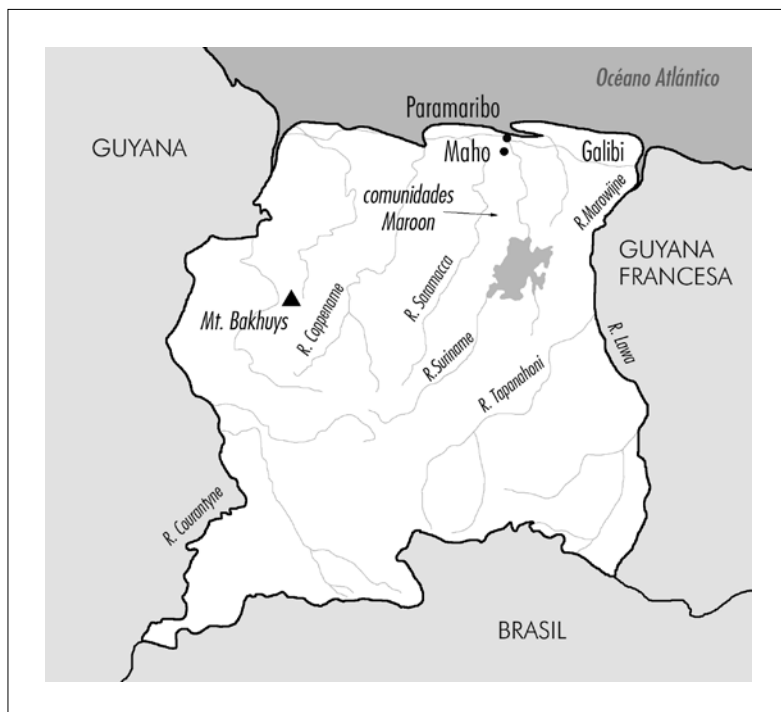 Océano Atlántico
Paramaribo
GUYANA
Maho
Galibi
comunidades
Maroon
R.Marowijne
GUYANA
FRANCESA
Mt. Bakhuys
R. Coppename
R. Saramacca
R.Suriname
R. Tapanahoni
R. Lawa
R. Courantyne
BRASIL